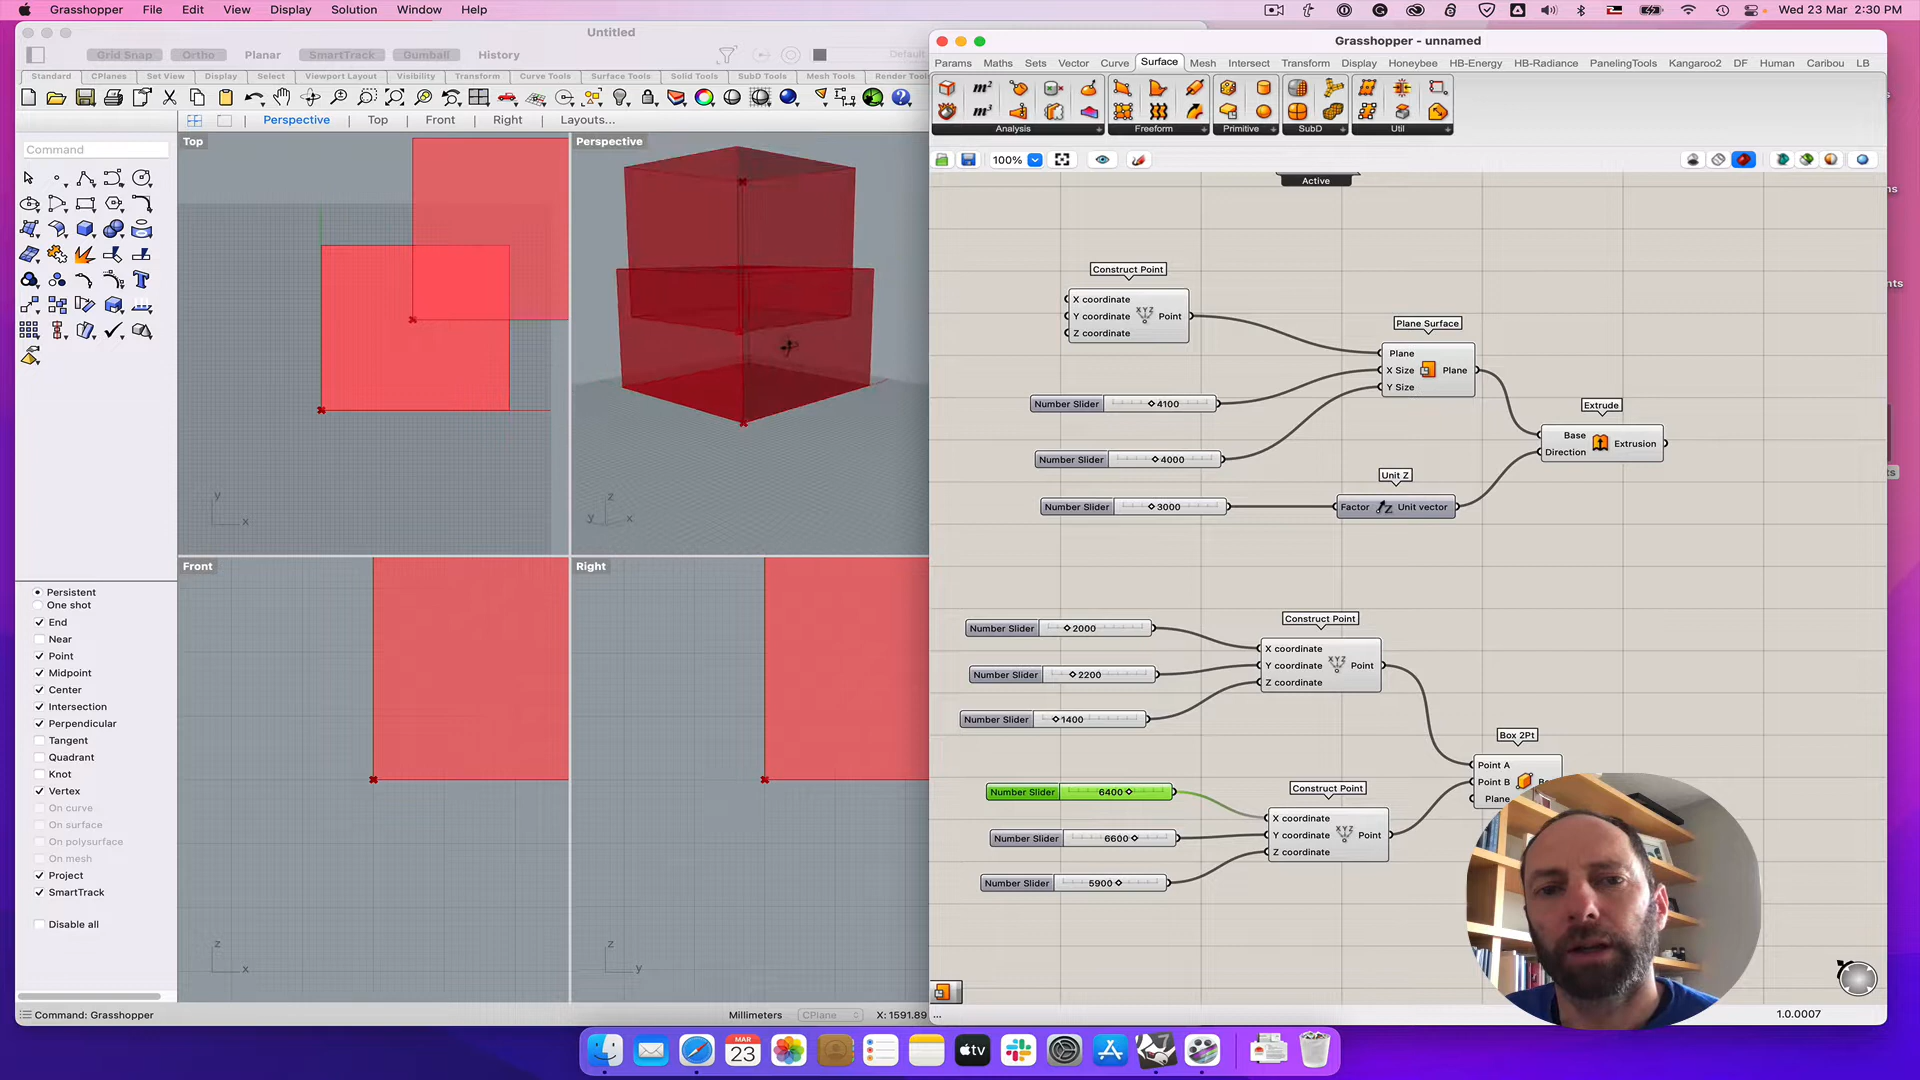 Grasshopper File Edit View Display Solution Window Help
Wed 23 Mar 2:30 PM
Untitled
Grid Snap Ortho Planar SmartTrack Gumball History
Default
Standard CPlanes Set View Display Select Viewport Layout Visibility Transform Curve Tools Surface Tools Solid Tools SubD Tools Mesh Tools Render Tools
Perspective Top Front Right Layouts...
Command
Top
Perspective
Front
Right
y
x
z
y
x
z
x
z
y
Persistent
One shot
End
Near
Point
Midpoint
Center
Intersection
Perpendicular
Tangent
Quadrant
Knot
Vertex
On curve
On surface
On polysurface
On mesh
Project
SmartTrack
Disable all
Command: Grasshopper
Millimeters CPlane X: 1591.89
Grasshopper - unnamed
Params Maths Sets Vector Curve Surface Mesh Intersect Transform Display Honeybee HB-Energy HB-Radiance PanelingTools Kangaroo2 DF Human Caribou LB
m² m³
Analysis Freeform Primitive SubD Util
100%
Active
Construct Point
X coordinate
Y coordinate
Z coordinate
XYZ
Point
Plane Surface
Plane
X Size
Y Size
Plane
Number Slider 4100
Number Slider 4000
Number Slider 3000
Unit Z
Factor Z Unit vector
Extrude
Base
Direction
Extrusion
Number Slider 2000
Number Slider 2200
Number Slider 1400
Construct Point
X coordinate
Y coordinate
Z coordinate
XYZ
Point
Box 2Pt
Point A
Point B
Plane
Number Slider 6400
Number Slider 6600
Number Slider 5900
Construct Point
X coordinate
Y coordinate
Z coordinate
XYZ
Point
...
1.0.0007
MAR
23
tv